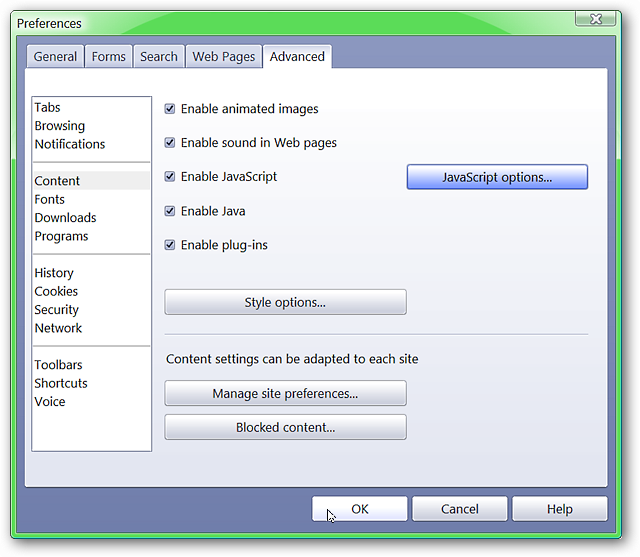 Preferences
General Forms Search Web Pages Advanced
Tabs
Browsing
Notifications
Content
Fonts
Downloads
Programs
History
Cookies
Security
Network
Toolbars
Shortcuts
Voice
Enable animated images
Enable sound in Web pages
Enable JavaScript
JavaScript options...
Enable Java
Enable plug-ins
Style options...
Content settings can be adapted to each site
Manage site preferences...
Blocked content...
OK Cancel Help